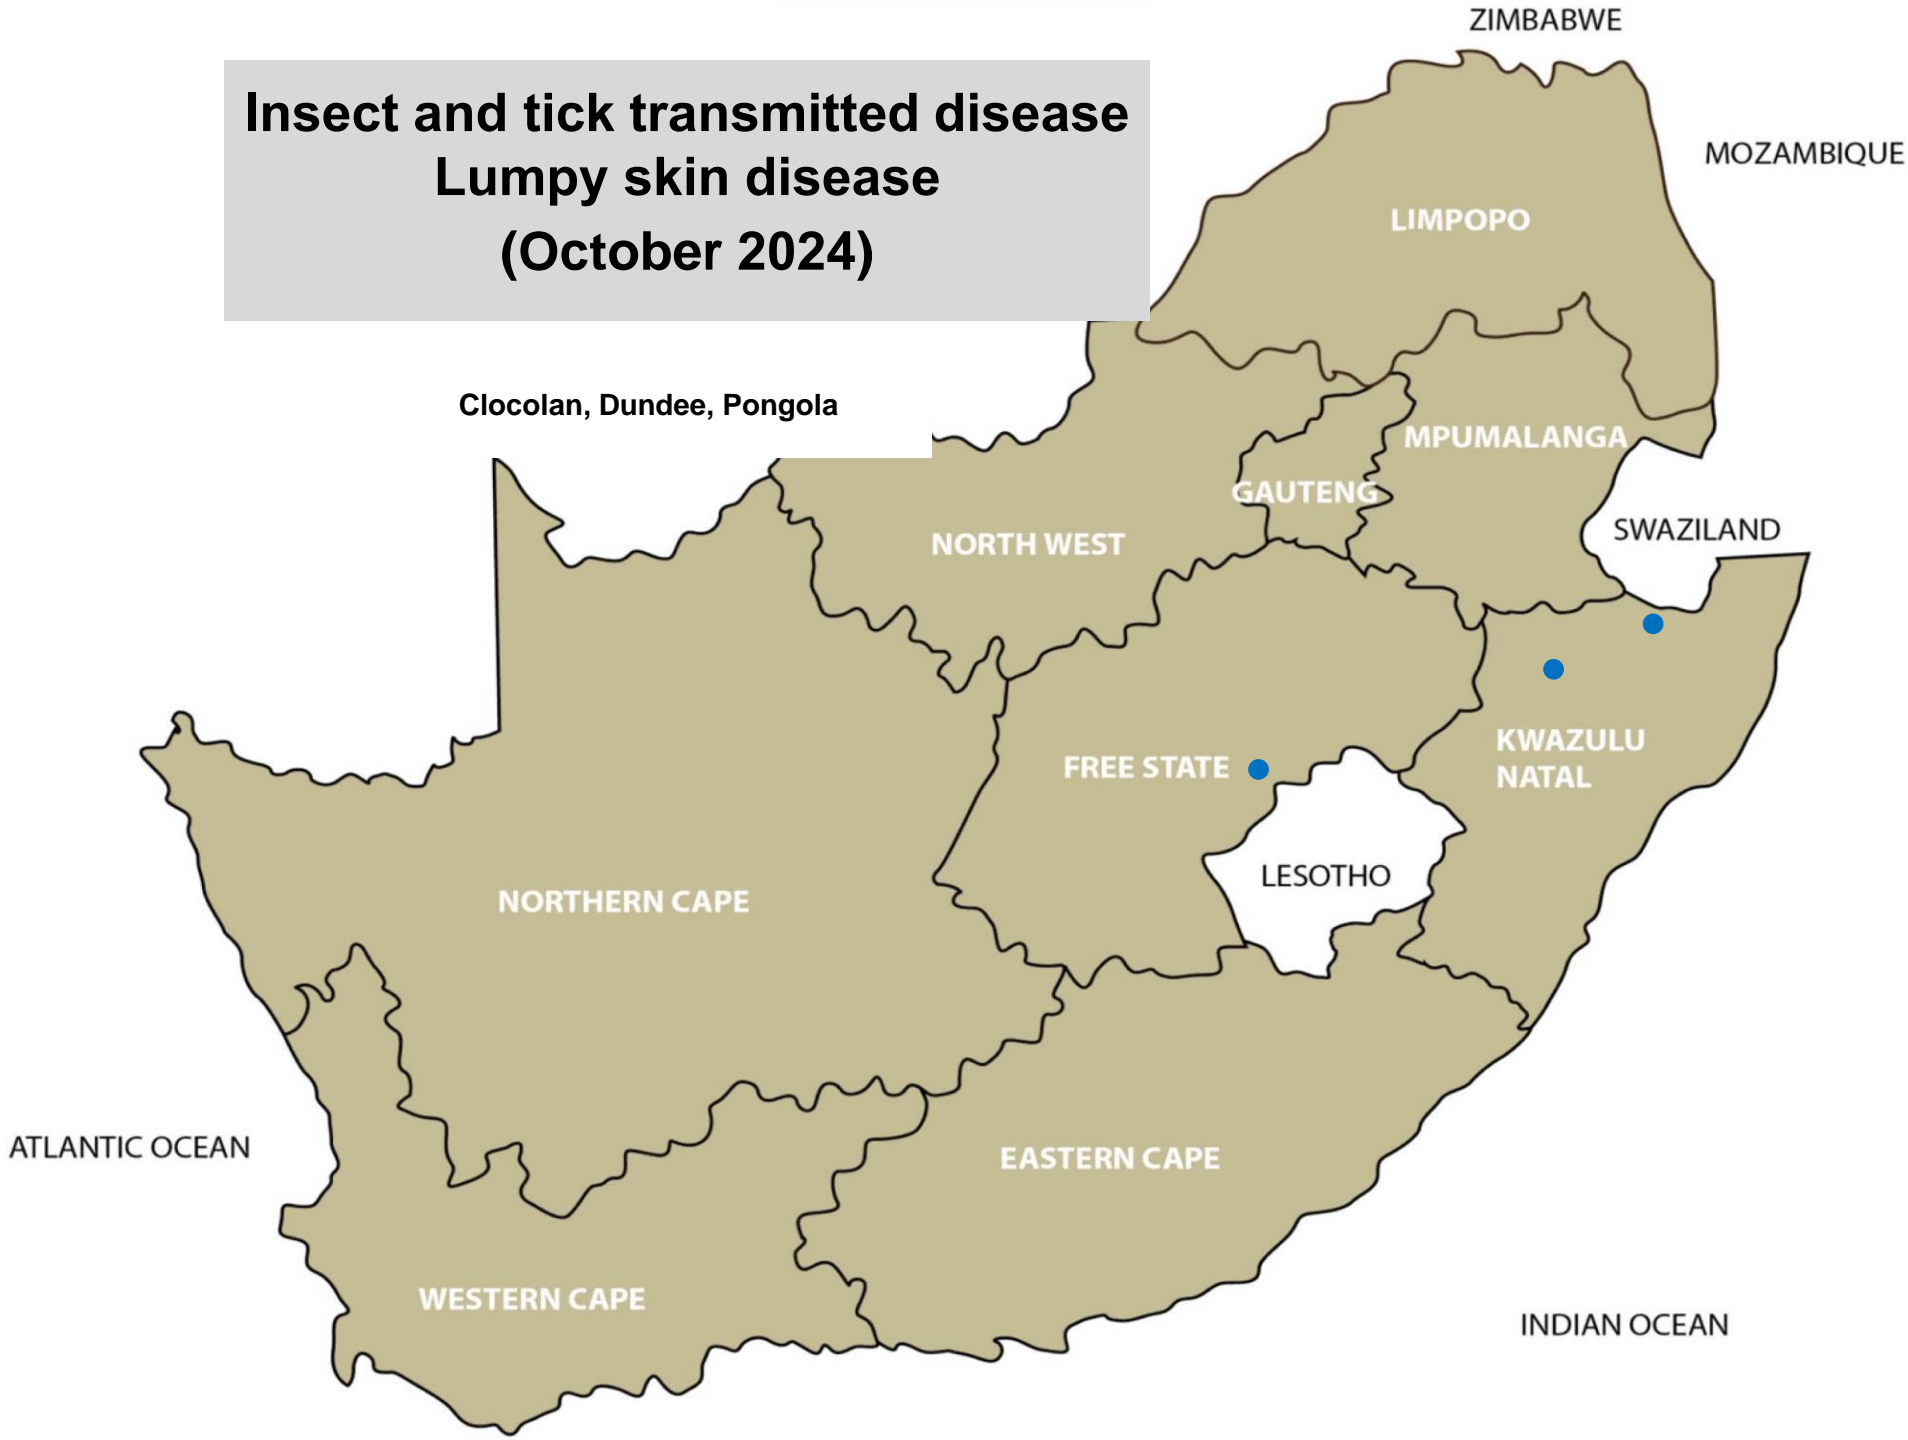 ZIMBABWE
Insect and tick transmitted disease
Lumpy skin disease
(October 2024)
MOZAMBIQUE
LIMPOPO
Clocolan, Dundee, Pongola
MPUMALANGA
GAUTENG
SWAZILAND
NORTH WEST
KWAZULU
NATAL
FREE STATE
LESOTHO
NORTHERN CAPE
ATLANTIC OCEAN
EASTERN CAPE
WESTERN CAPE
INDIAN OCEAN